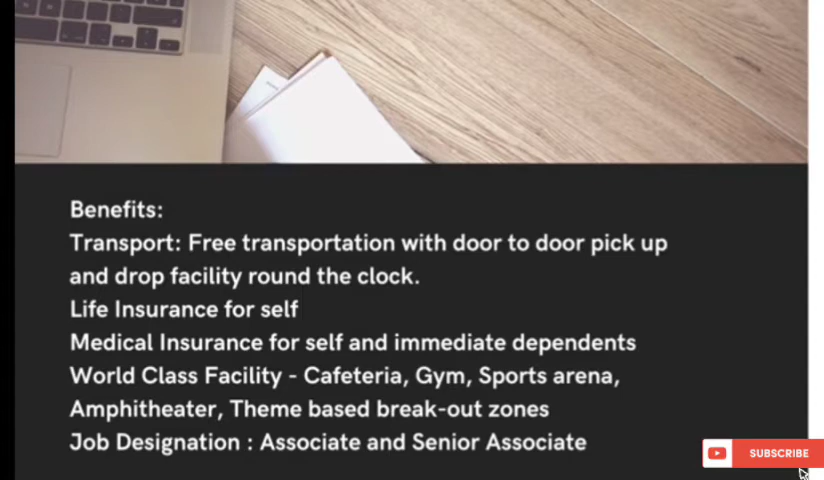 Benefits:
Transport: Free transportation with door to door pick up
and drop facility round the clock.
Life Insurance for self
Medical Insurance for self and immediate dependents
World Class Facility - Cafeteria, Gym, Sports arena,
Amphitheater, Theme based break-out zones
Job Designation : Associate and Senior Associate
SUBSCRIBE